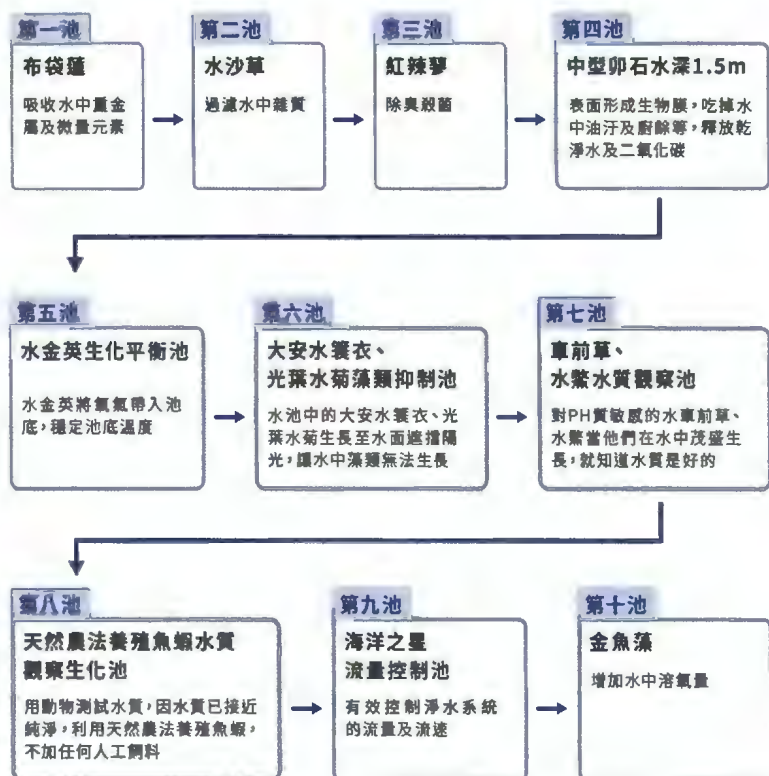 第一池
布袋蓮
吸收水中重金
屬及微量元素
第二池
水沙草
過濾水中雜質
第三池
紅辣蓼
除臭殺菌
第四池
中型卵石水深1.5m
表面形成生物膜，吃掉水
中油汙及廚餘等，釋放乾
淨水及二氧化碳
第五池
水金英生化平衡池
水金英將氧氣帶入池
底，穩定池底溫度
第六池
大安水蓑衣、
光葉水菊藻類抑制池
水池中的大安水蓑衣、光
葉水菊生長至水面遮擋陽
光，讓水中藻類無法生長
第七池
車前草、
水鱉水質觀察池
對PH質敏感的水車前草、
水鱉當他們在水中茂盛生
長，就知道水質是好的
第八池
天然農法養殖魚蝦水質
觀察生化池
用動物測試水質，因水質已接近
純淨，利用天然農法養殖魚蝦，
不加任何人工飼料
第九池
海洋之星
流量控制池
有效控制淨水系統
的流量及流速
第十池
金魚藻
增加水中溶氧量